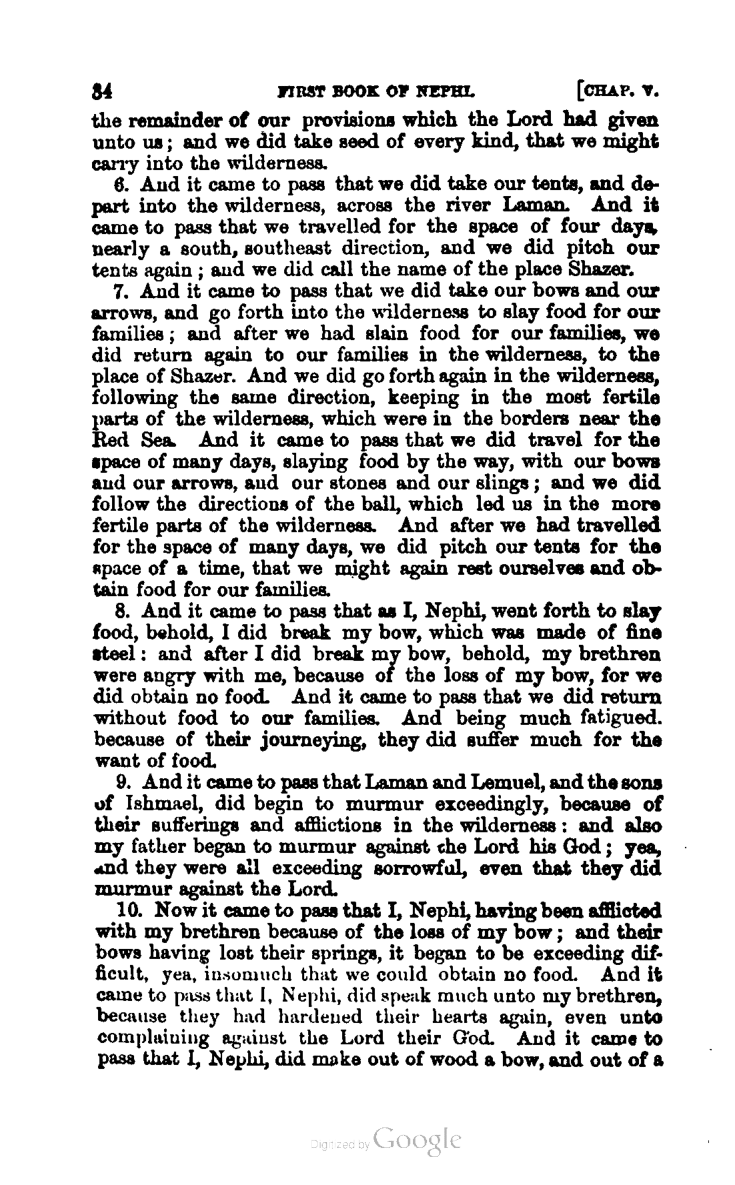 34 FIRST BOOK OF NEPHI. [CHAP. V.
the remainder of our provisions which the Lord had given
unto us; and we did take seed of every kind, that we might
carry into the wilderness.
6. And it came to pass that we did take our tents, and de-
part into the wilderness, across the river Laman. And it
came to pass that we travelled for the space of four days,
nearly a south, southeast direction, and we did pitch our
tents again; and we did call the name of the place Shazer.
7. And it came to pass that we did take our bows and our
arrows, and go forth into the wilderness to slay food for our
families; and after we had slain food for our families, we
did return again to our families in the wilderness, to the
place of Shazer. And we did go forth again in the wilderness,
following the same direction, keeping in the most fertile
parts of the wilderness, which were in the borders near the
Red Sea. And it came to pass that we did travel for the
space of many days, slaying food by the way, with our bows
and our arrows, and our stones and our slings; and we did
follow the directions of the ball, which led us in the more
fertile parts of the wilderness. And after we had travelled
for the space of many days, we did pitch our tents for the
space of a time, that we might again rest ourselves and ob-
tain food for our families.
8. And it came to pass that as I, Nephi, went forth to slay
food, behold, I did break my bow, which was made of fine
steel: and after I did break my bow, behold, my brethren
were angry with me, because of the loss of my bow, for we
did obtain no food. And it came to pass that we did return
without food to our families. And being much fatigued.
because of their journeying, they did suffer much for the
want of food.
9. And it came to pass that Laman and Lemuel, and the sons
of Ishmael, did begin to murmur exceedingly, because of
their sufferings and afflictions in the wilderness: and also
my father began to murmur against the Lord his God; yea,
and they were all exceeding sorrowful, even that they did
murmur against the Lord.
10. Now it came to pass that I, Nephi, having been afflicted
with my brethren because of the loss of my bow; and their
bows having lost their springs, it began to be exceeding dif-
ficult, yea, insomuch that we could obtain no food. And it
came to pass that I, Nephi, did speak much unto my brethren,
because they had hardened their hearts again, even unto
complaining against the Lord their God. And it came to
pass that I, Nephi, did make out of wood a bow, and out of a
Digitized by Google